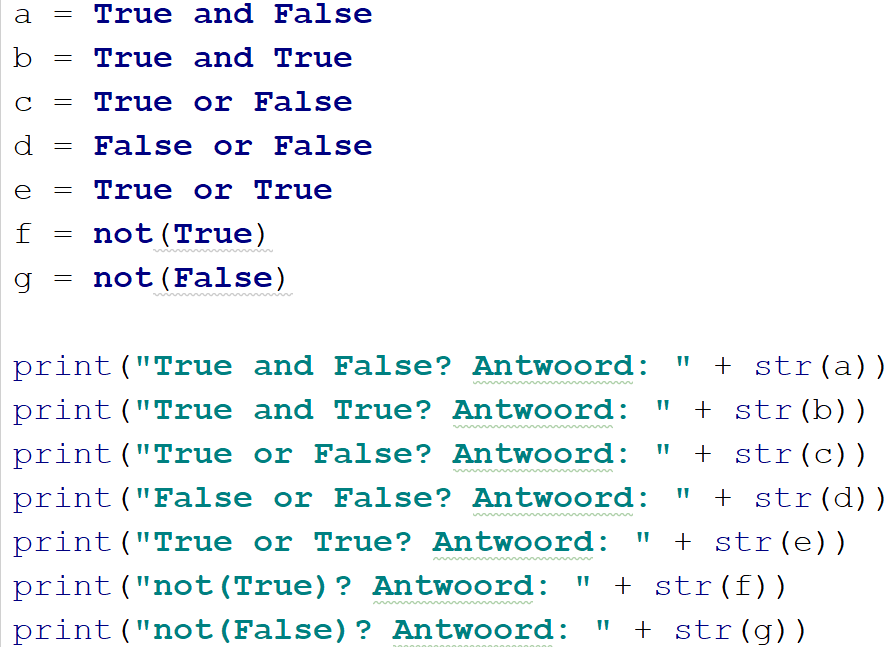 a = True and False
b = True and True
c = True or False
d = False or False
e = True or True
f = not(True)
g = not(False)
print("True and False? Antwoord: " + str(a))
print("True and True? Antwoord: " + str(b))
print("True or False? Antwoord: " + str(c))
print("False or False? Antwoord: " + str(d))
print("True or True? Antwoord: " + str(e))
print("not(True)? Antwoord: " + str(f))
print("not(False)? Antwoord: " + str(g))